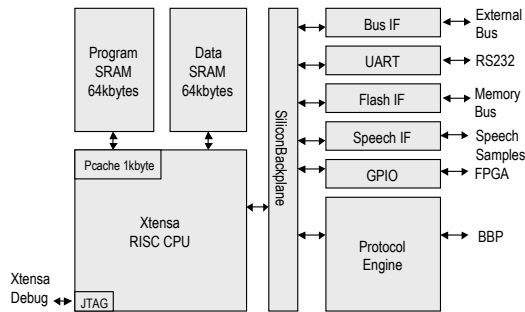 Program
SRAM
64kbytes
Data
SRAM
64kbytes
Pcache 1kbyte
Xtensa
RISC CPU
JTAG
Xtensa
Debug
SiliconBackplane
Bus IF
External
Bus
UART
RS232
Flash IF
Memory
Bus
Speech IF
Speech
Samples
GPIO
FPGA
Protocol
Engine
BBP